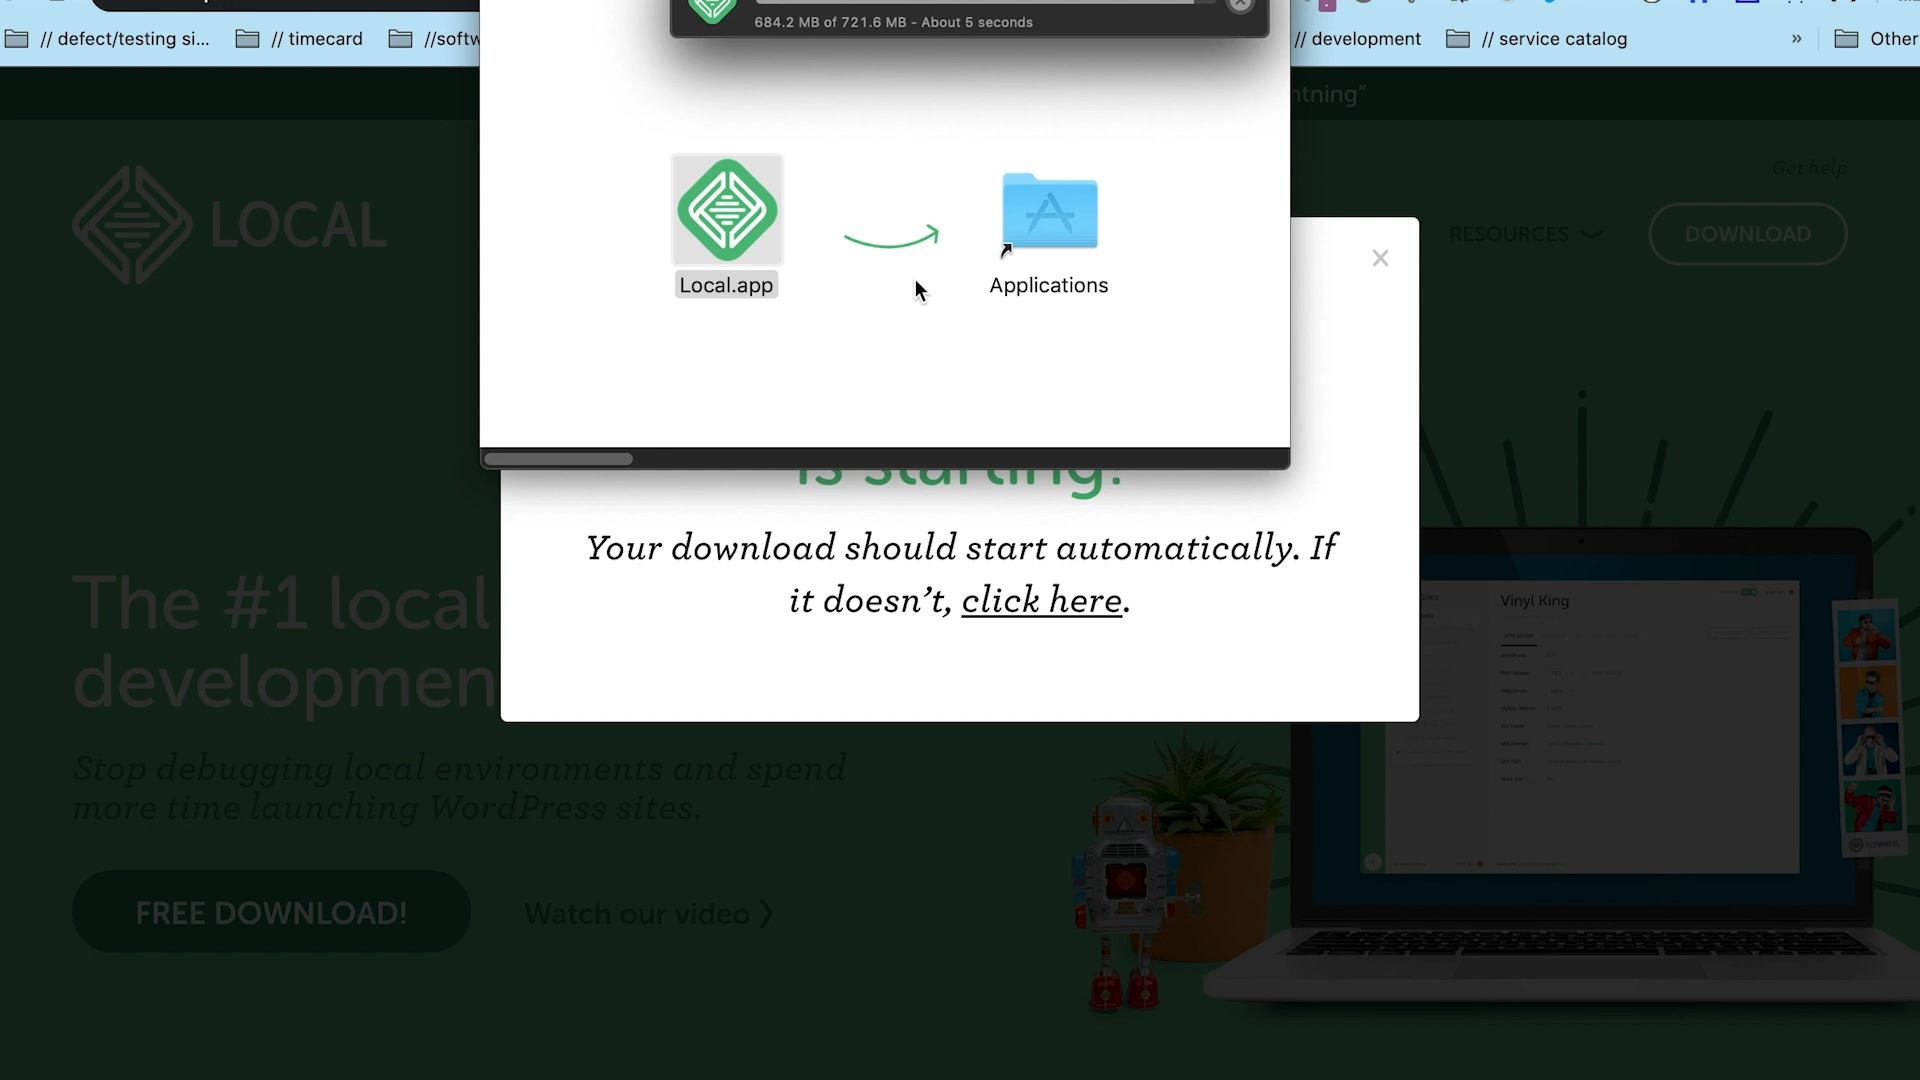 684.2 MB of 721.6 MB - About 5 seconds
// defect/testing si...
// timecard
//softw
// development
// service catalog
»
Other
ntning”
Get help
LOCAL
RESOURCES
DOWNLOAD
Local.app
Applications
is starting!
Your download should start automatically. If
it doesn’t, click here.
The #1 local
developmen
Stop debugging local environments and spend
more time launching WordPress sites.
FREE DOWNLOAD!
Watch our video
Vinyl King
FLYWHEEL